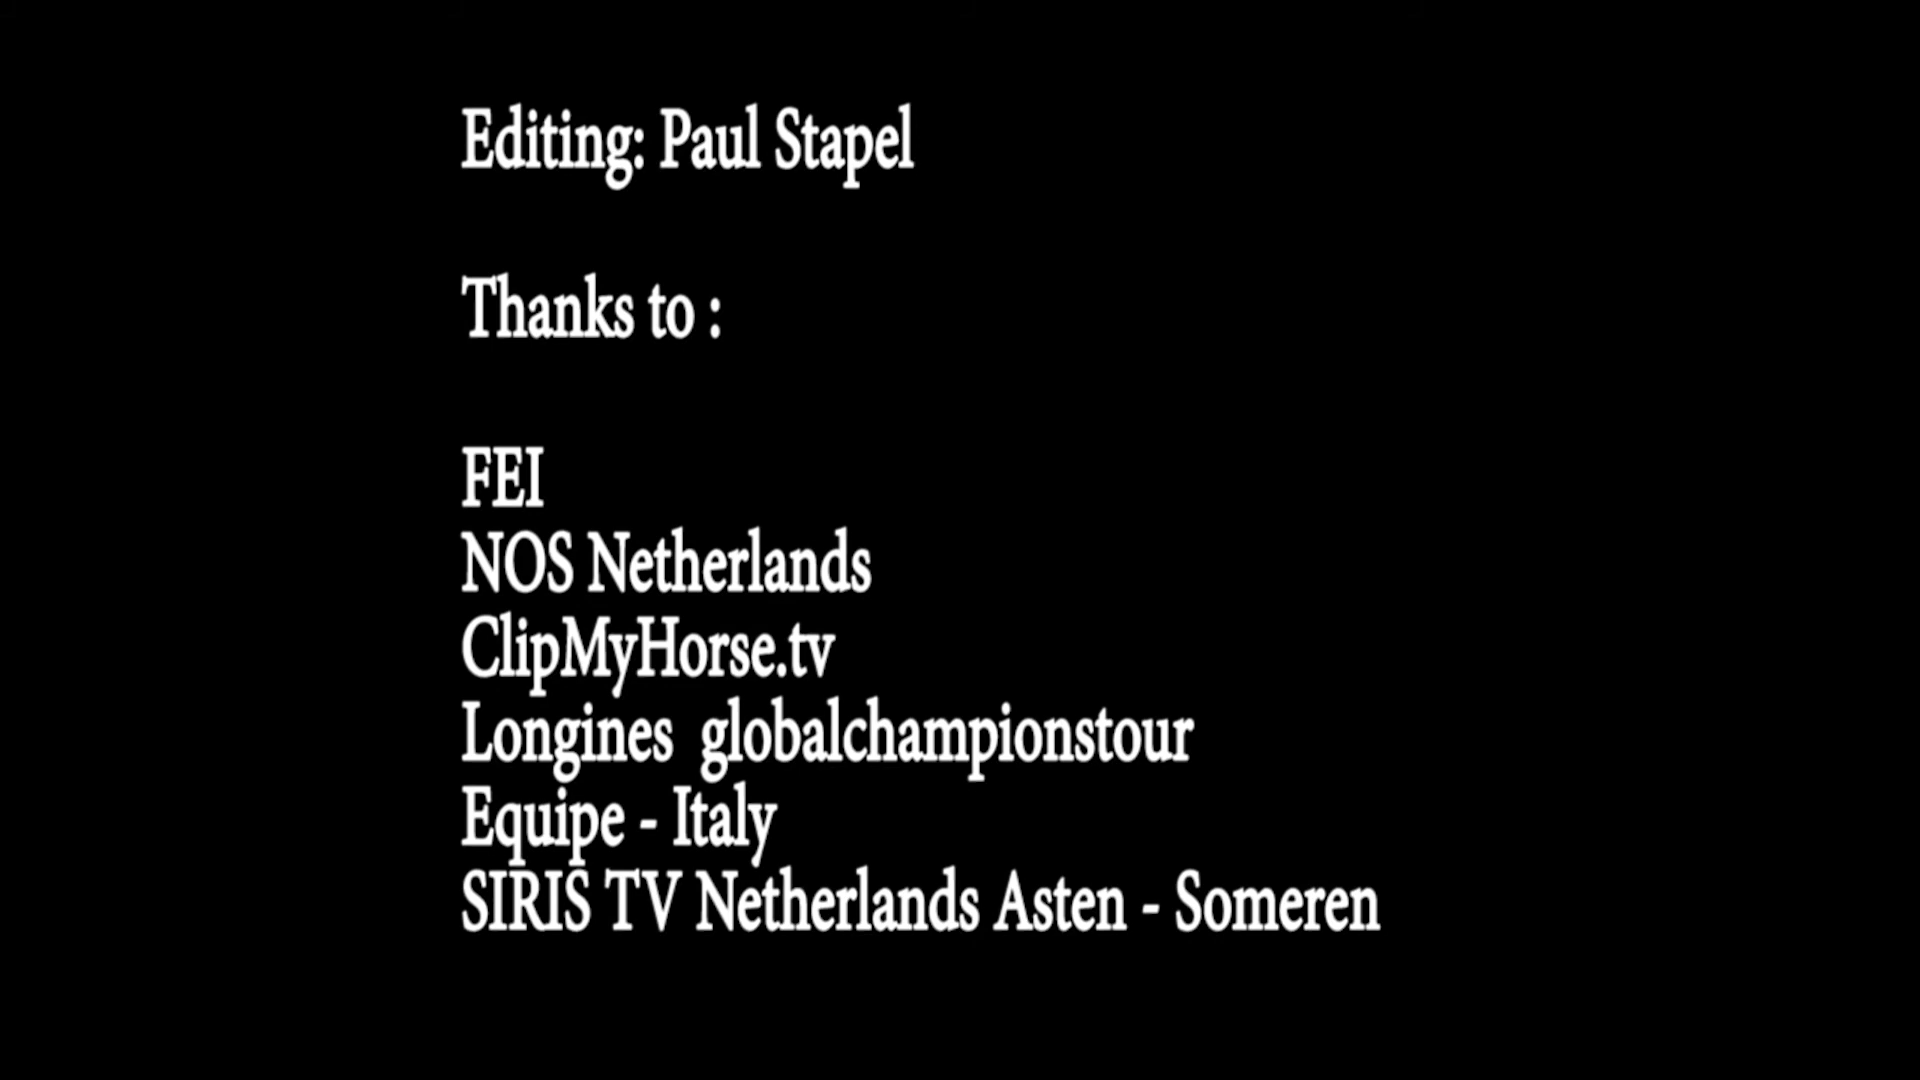 Editing: Paul Stapel
Thanks to :
FEI
NOS Netherlands
ClipMyHorse.tv
Longines  globalchampionstour
Equipe - Italy
SIRIS TV Netherlands Asten - Someren